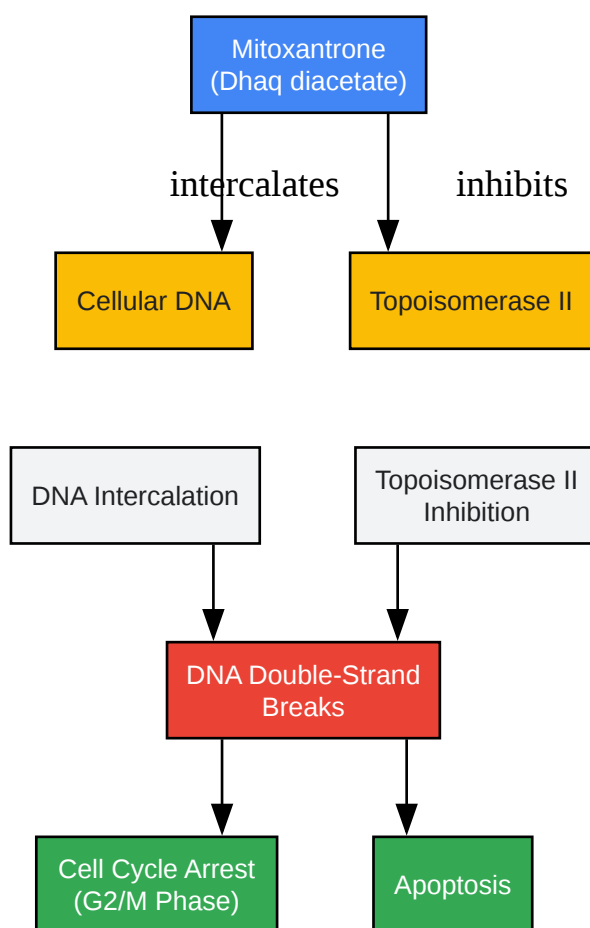 Mitoxantrone
(Dhaq diacetate)
intercalates
inhibits
Cellular DNA
Topoisomerase II
DNA Intercalation
Topoisomerase II
Inhibition
DNA Double-Strand
Breaks
Cell Cycle Arrest
(G2/M Phase)
Apoptosis